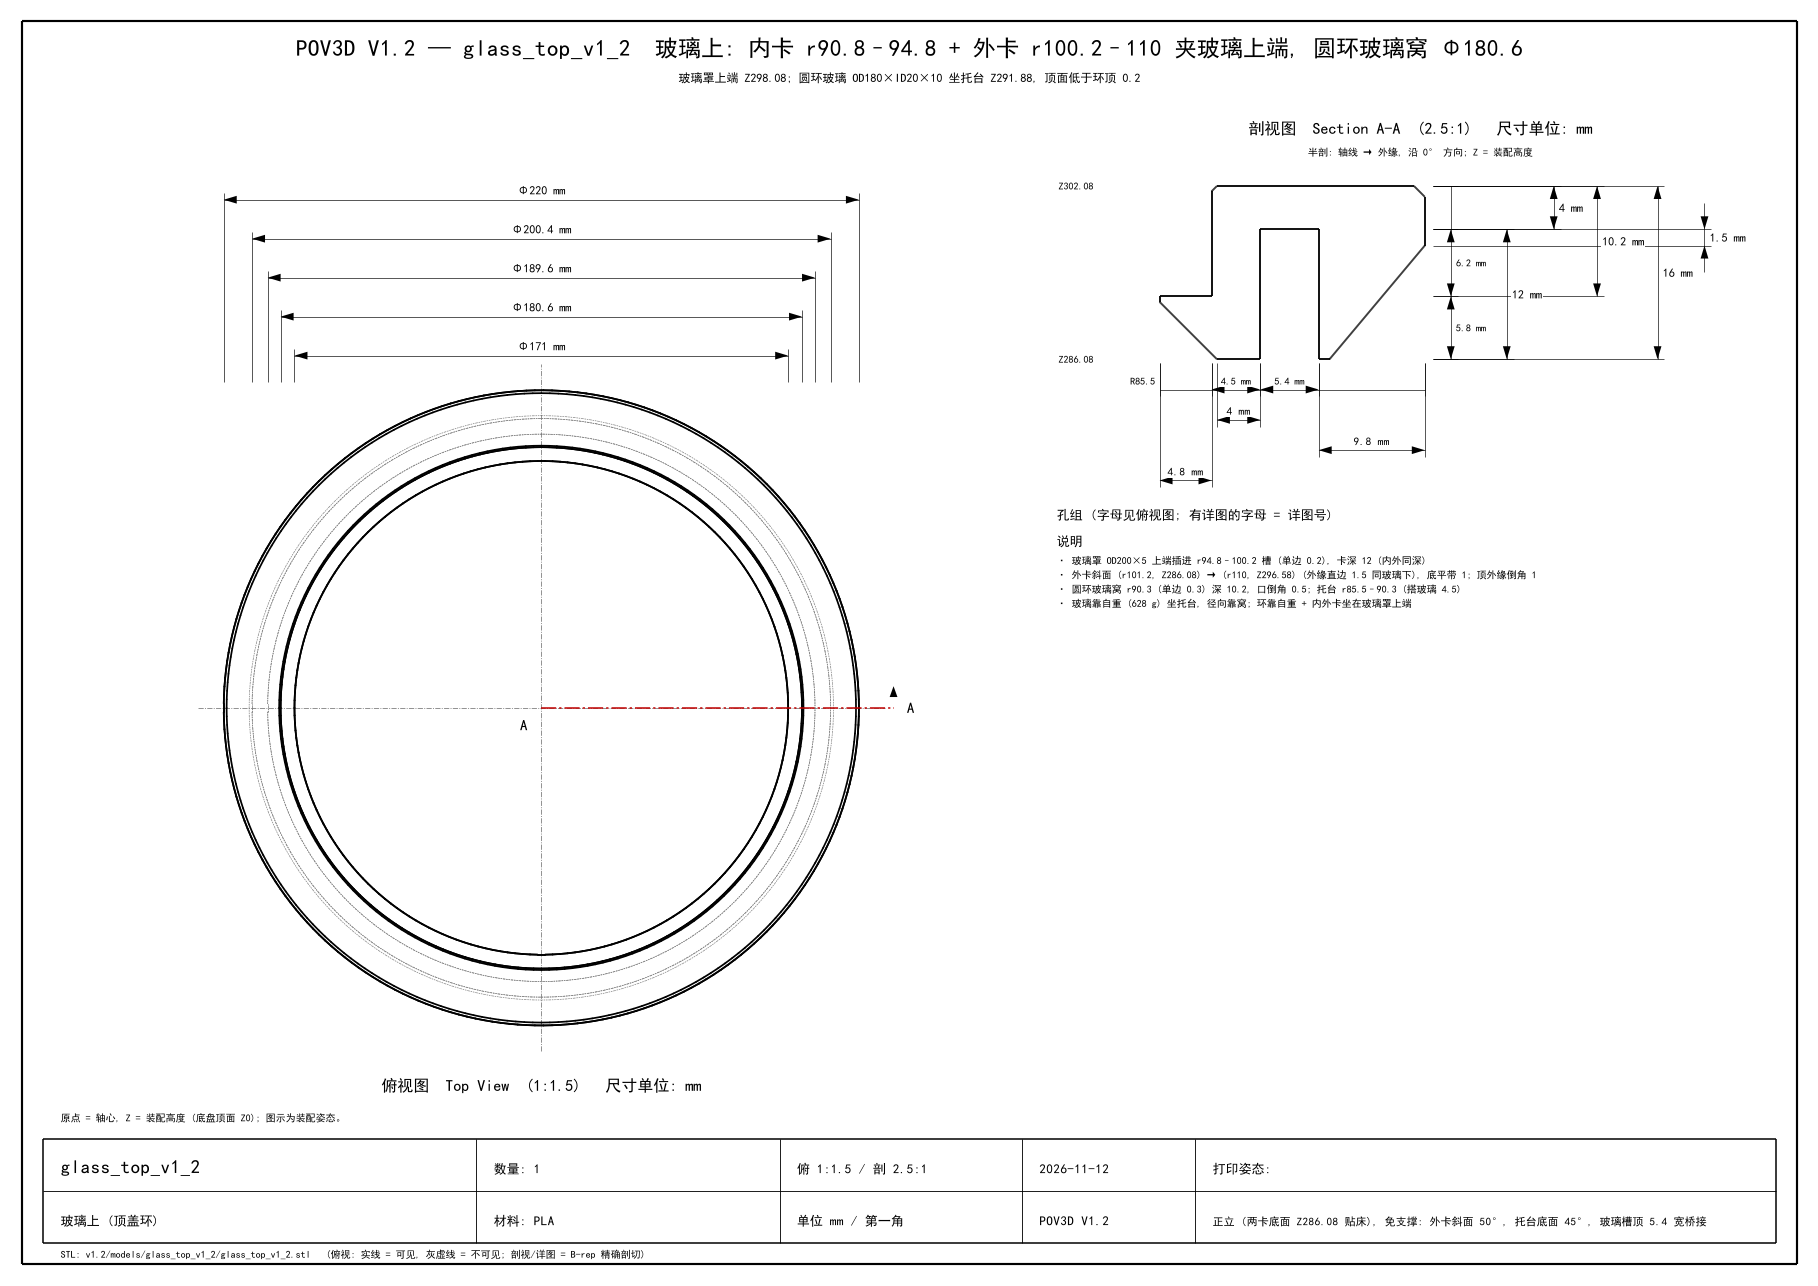 POV3D V1.2 — glass_top_v1_2  玻璃上: 内卡 r90.8–94.8 + 外卡 r100.2–110 夹玻璃上端, 圆环玻璃窝 Φ180.6
玻璃罩上端 Z298.08; 圆环玻璃 OD180×ID20×10 坐托台 Z291.88, 顶面低于环顶 0.2
剖视图  Section A-A  (2.5:1)   尺寸单位: mm
半剖: 轴线 → 外缘, 沿 0° 方向; Z = 装配高度
Φ220 mm
Φ200.4 mm
Φ189.6 mm
Φ180.6 mm
Φ171 mm
Z302.08
Z286.08
4 mm
1.5 mm
10.2 mm
6.2 mm
16 mm
12 mm
5.8 mm
R85.5
4.5 mm
5.4 mm
4 mm
9.8 mm
4.8 mm
孔组 (字母见俯视图; 有详图的字母 = 详图号)
说明
· 玻璃罩 OD200×5 上端插进 r94.8–100.2 槽 (单边 0.2), 卡深 12 (内外同深)
· 外卡斜面 (r101.2, Z286.08) → (r110, Z296.58) (外缘直边 1.5 同玻璃下), 底平带 1; 顶外缘倒角 1
· 圆环玻璃窝 r90.3 (单边 0.3) 深 10.2, 口倒角 0.5; 托台 r85.5–90.3 (搭玻璃 4.5)
· 玻璃靠自重 (628 g) 坐托台, 径向靠窝; 环靠自重 + 内外卡坐在玻璃罩上端
A
A
俯视图  Top View  (1:1.5)   尺寸单位: mm
原点 = 轴心, Z = 装配高度 (底盘顶面 Z0); 图示为装配姿态。
glass_top_v1_2
数量: 1
俯 1:1.5 / 剖 2.5:1
2026-11-12
打印姿态:
玻璃上 (顶盖环)
材料: PLA
单位 mm / 第一角
POV3D V1.2
正立 (两卡底面 Z286.08 贴床), 免支撑: 外卡斜面 50°, 托台底面 45°, 玻璃槽顶 5.4 宽桥接
STL: v1.2/models/glass_top_v1_2/glass_top_v1_2.stl   (俯视: 实线 = 可见, 灰虚线 = 不可见; 剖视/详图 = B-rep 精确剖切)